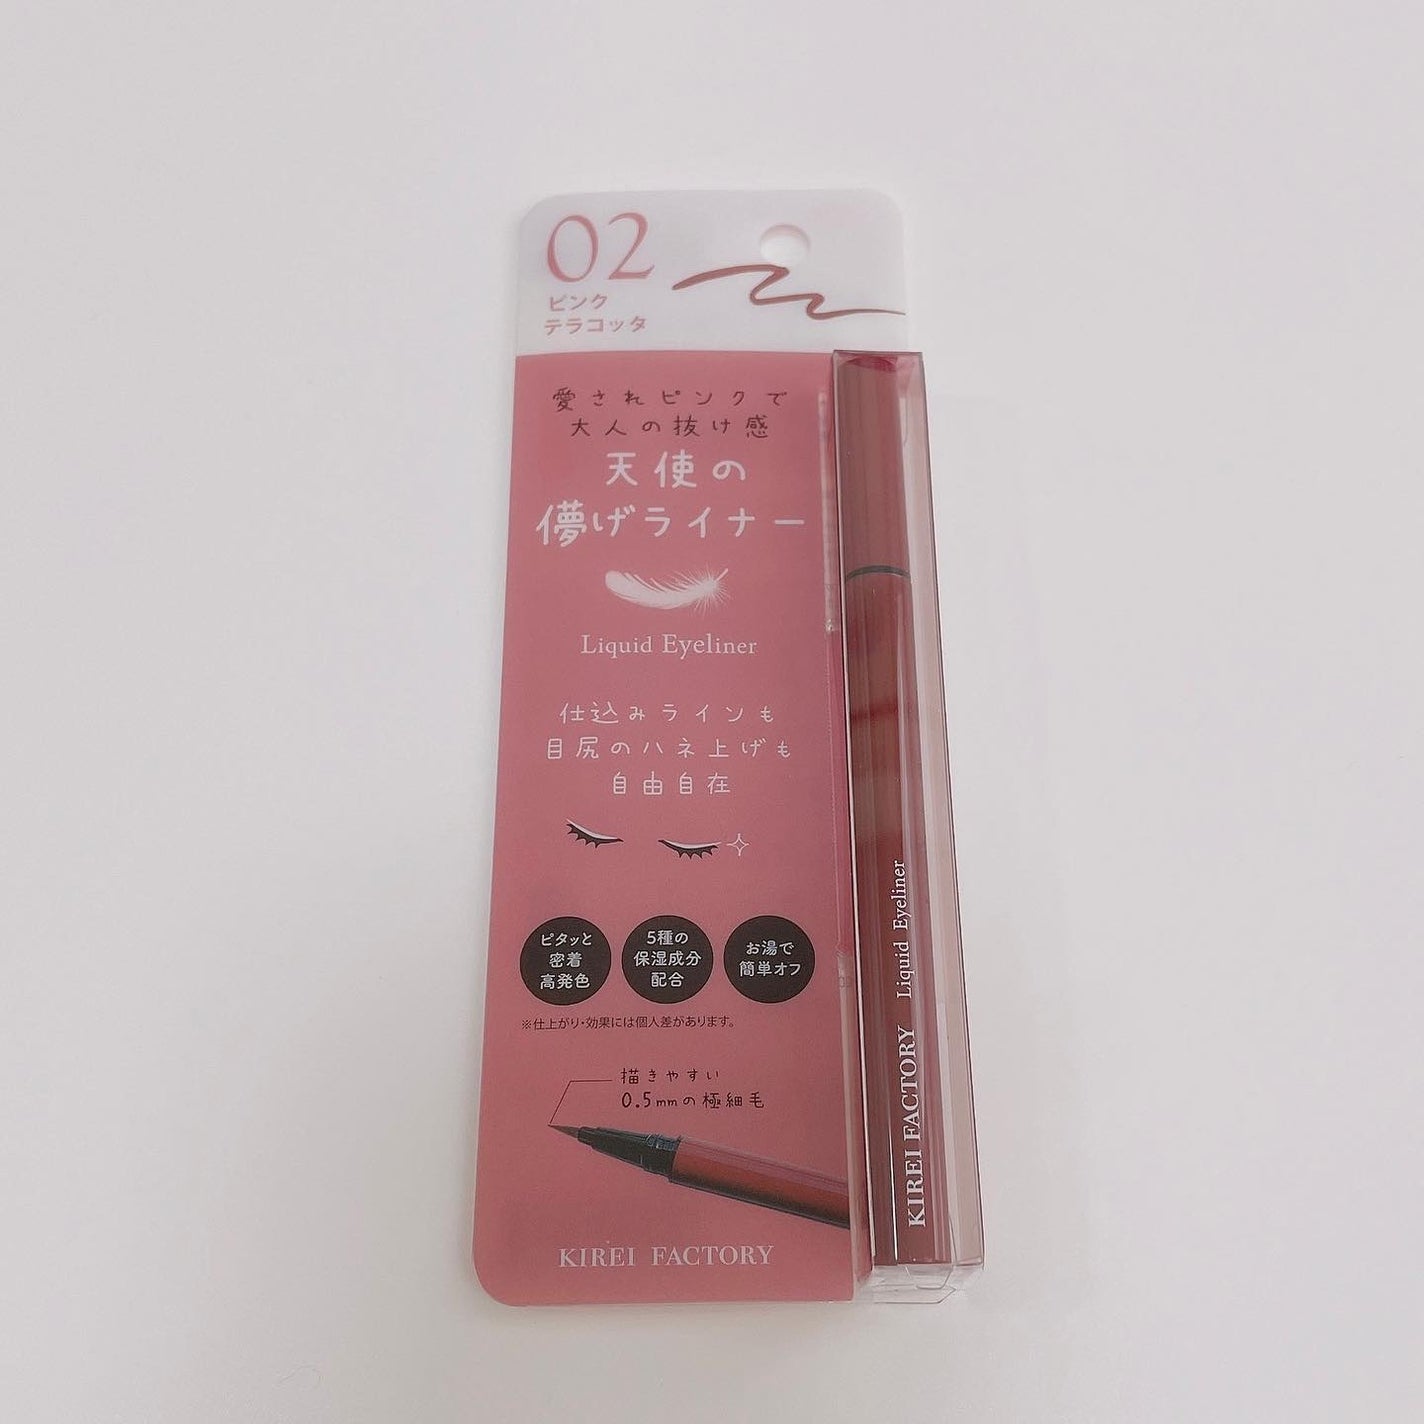 02
ピンク
テラコッタ
愛されピンクで
大人の抜け感
天使の
儚げライナー
Liquid Eyeliner
仕込みラインも
目尻のハネ上げも
自由自在
ピタッと
密着
高発色
5種の
保湿成分
配合
お湯で
簡単オフ
※仕上がり・効果には個人差があります。
描きやすい
0.5mmの極細毛
KIREI FACTORY
KIREI FACTORY Liquid Eyeliner